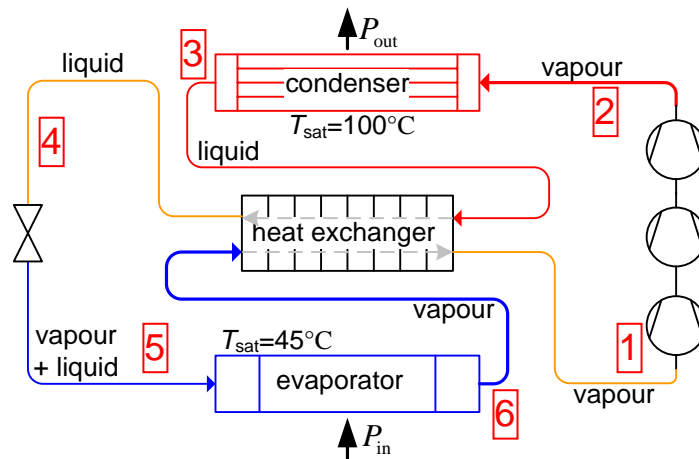 P_out
3
liquid
condenser
vapour
2
T_sat=100°C
4
liquid
heat exchanger
vapour
1
vapour
+ liquid
5
T_sat=45°C
evaporator
6
vapour
P_in